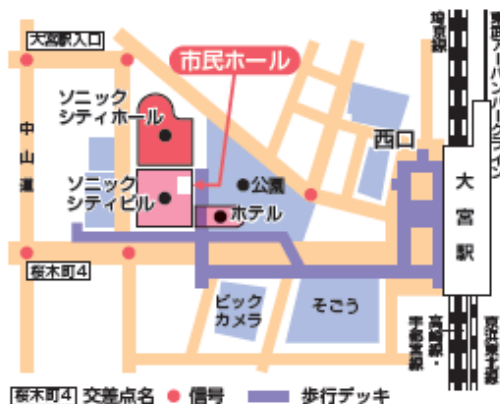 大宮駅入口
市民ホール
埼京線
東武アーバンパークライン
ソニック
シティホール
中山道
西口
ソニック
シティビル
公園
ホテル
大宮駅
桜木町4
ビック
カメラ
そごう
高崎線・
宇都宮線
京浜東北線
桜木町4 交差点名 信号 歩行デッキ